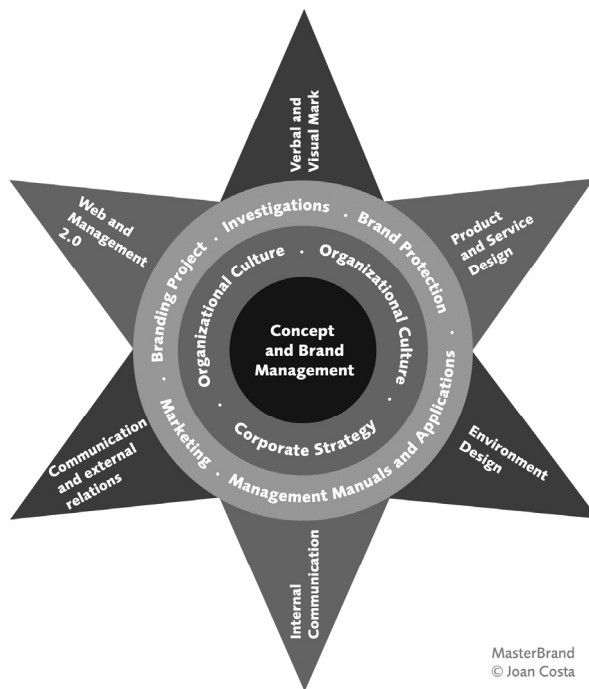 Verbal and
Visual Mark
Web and
Management
2.0
Product
and Service
Design
Branding Project · Investigations · Brand Protection ·
Management Manuals and Applications · Marketing ·
Organizational Culture · Organizational Culture ·
Corporate Strategy ·
Concept
and Brand
Management
Communication
and external
relations
Environment
Design
Internal
Communication
MasterBrand
© Joan Costa